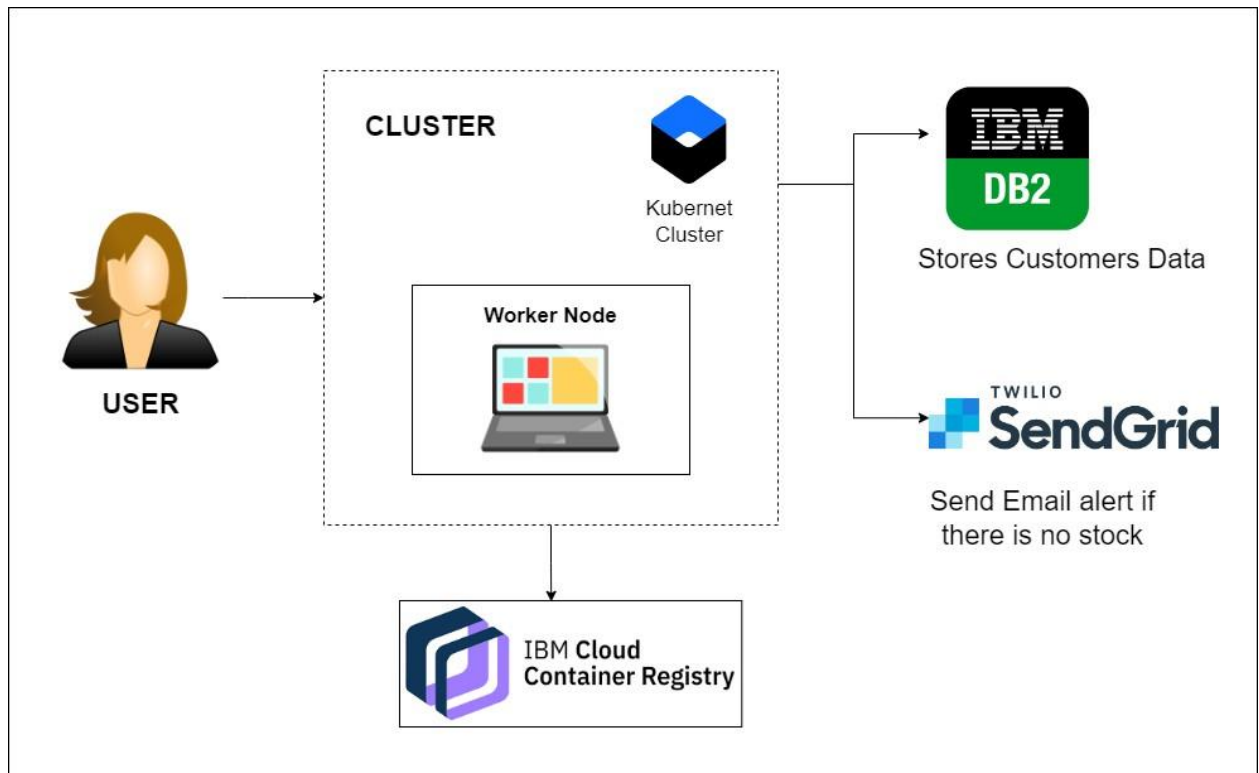 CLUSTER
Kubernet
Cluster
Worker Node
USER
IBM
DB2
Stores Customers Data
TWILIO
SendGrid
Send Email alert if
there is no stock
IBM Cloud
Container Registry